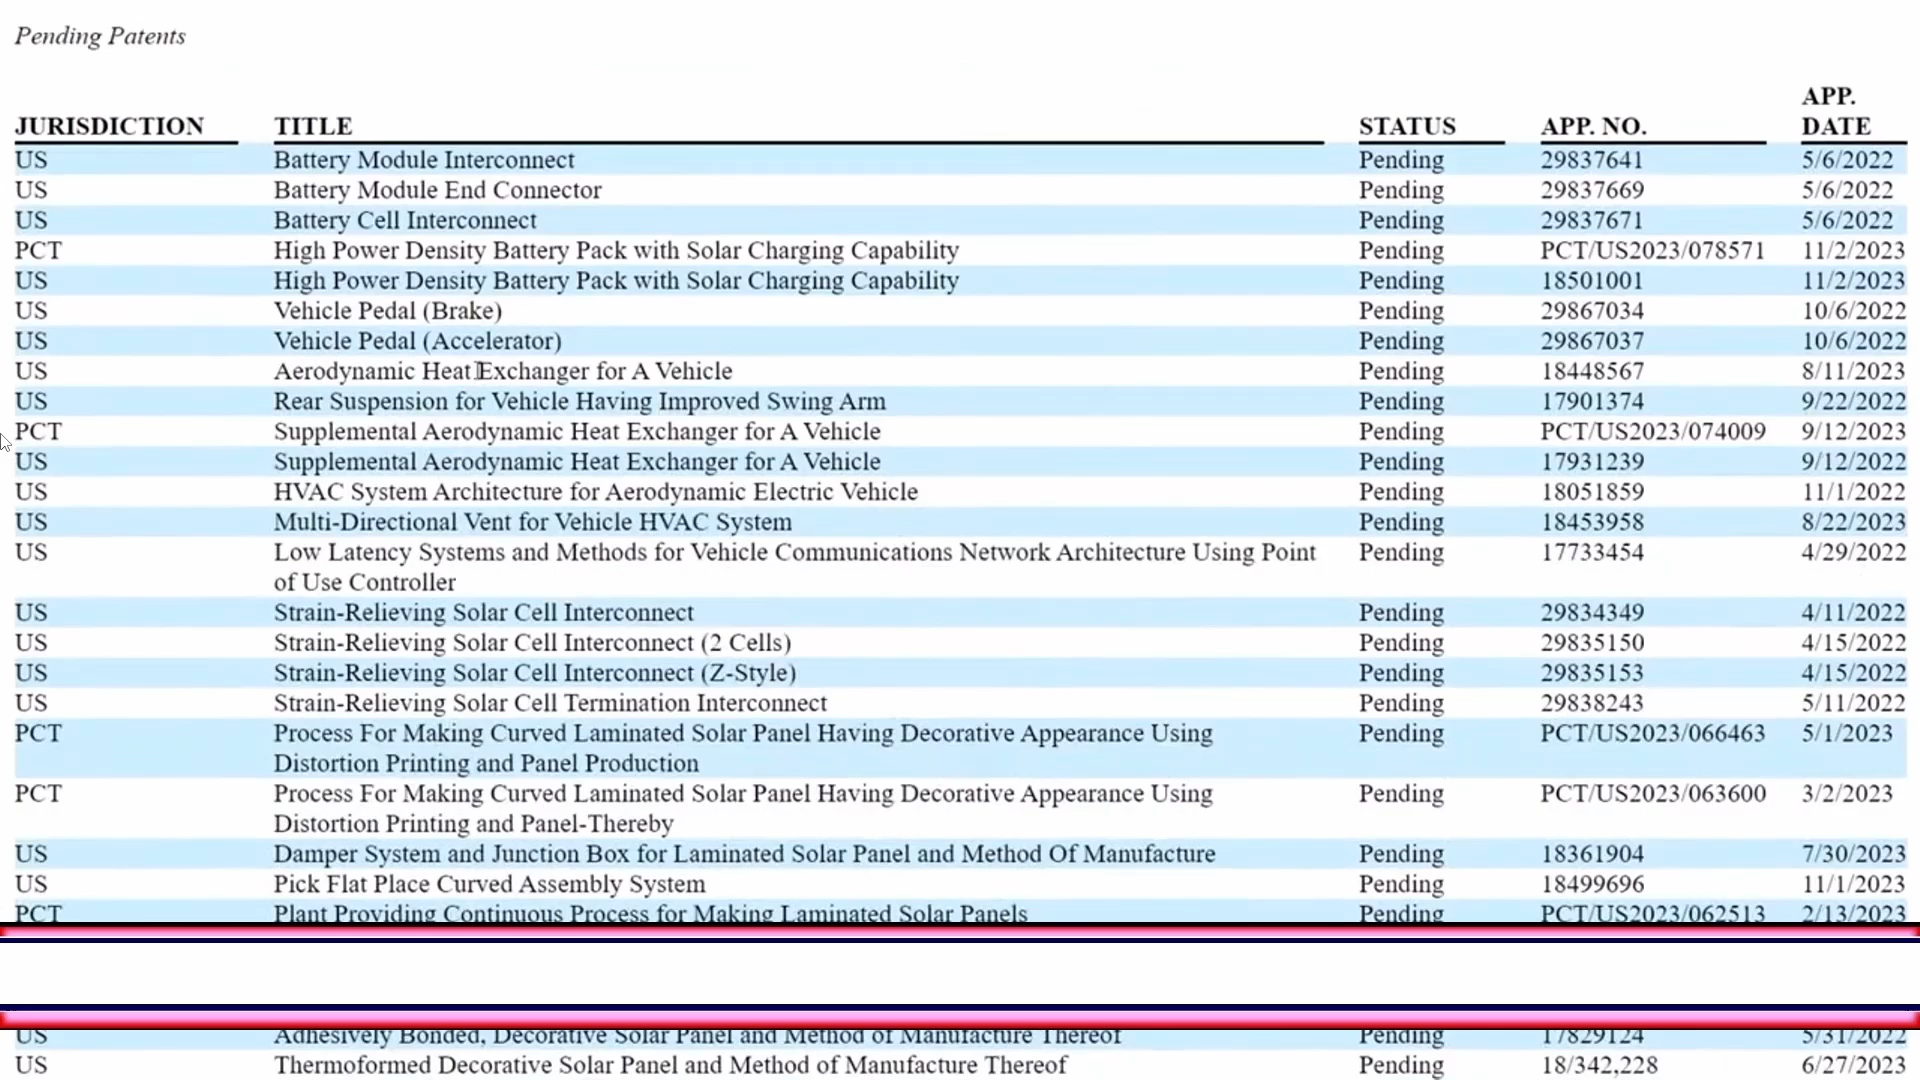 Pending Patents
APP.
JURISDICTION TITLE STATUS APP. NO. DATE
US Battery Module Interconnect Pending 29837641 5/6/2022
US Battery Module End Connector Pending 29837669 5/6/2022
US Battery Cell Interconnect Pending 29837671 5/6/2022
PCT High Power Density Battery Pack with Solar Charging Capability Pending PCT/US2023/078571 11/2/2023
US High Power Density Battery Pack with Solar Charging Capability Pending 18501001 11/2/2023
US Vehicle Pedal (Brake) Pending 29867034 10/6/2022
US Vehicle Pedal (Accelerator) Pending 29867037 10/6/2022
US Aerodynamic Heat Exchanger for A Vehicle Pending 18448567 8/11/2023
US Rear Suspension for Vehicle Having Improved Swing Arm Pending 17901374 9/22/2022
PCT Supplemental Aerodynamic Heat Exchanger for A Vehicle Pending PCT/US2023/074009 9/12/2023
US Supplemental Aerodynamic Heat Exchanger for A Vehicle Pending 17931239 9/12/2022
US HVAC System Architecture for Aerodynamic Electric Vehicle Pending 18051859 11/1/2022
US Multi-Directional Vent for Vehicle HVAC System Pending 18453958 8/22/2023
US Low Latency Systems and Methods for Vehicle Communications Network Architecture Using Point Pending 17733454 4/29/2022
of Use Controller
US Strain-Relieving Solar Cell Interconnect Pending 29834349 4/11/2022
US Strain-Relieving Solar Cell Interconnect (2 Cells) Pending 29835150 4/15/2022
US Strain-Relieving Solar Cell Interconnect (Z-Style) Pending 29835153 4/15/2022
US Strain-Relieving Solar Cell Termination Interconnect Pending 29838243 5/11/2022
PCT Process For Making Curved Laminated Solar Panel Having Decorative Appearance Using Pending PCT/US2023/066463 5/1/2023
Distortion Printing and Panel Production
PCT Process For Making Curved Laminated Solar Panel Having Decorative Appearance Using Pending PCT/US2023/063600 3/2/2023
Distortion Printing and Panel-Thereby
US Damper System and Junction Box for Laminated Solar Panel and Method Of Manufacture Pending 18361904 7/30/2023
US Pick Flat Place Curved Assembly System Pending 18499696 11/1/2023
PCT Plant Providing Continuous Process for Making Laminated Solar Panels Pending PCT/US2023/062513 2/13/2023
US Adhesively Bonded, Decorative Solar Panel and Method of Manufacture Thereof Pending 17829124 5/31/2022
US Thermoformed Decorative Solar Panel and Method of Manufacture Thereof Pending 18/342,228 6/27/2023